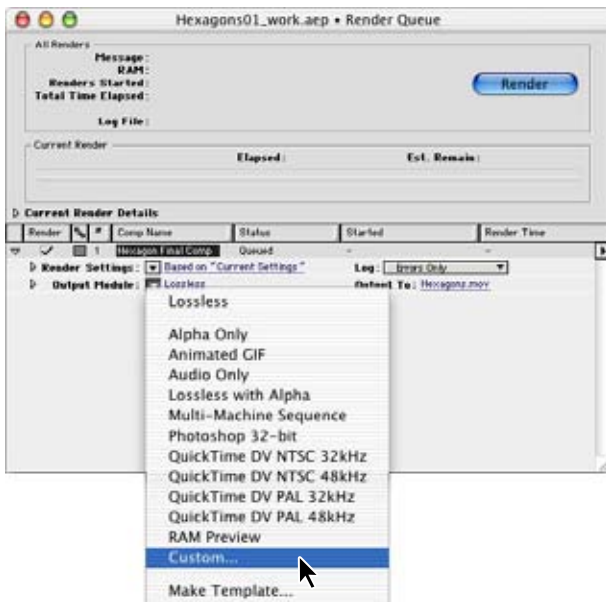 Hexagons01_work.aep • Render Queue
All Renders
Message:
RAM:
Renders Started:
Total Time Elapsed:
Log File:
Render
Current Render
Elapsed:
Est. Remain:
Current Render Details
Render # Comp Name Status Started Render Time
1 Hexagon Final Comp Queued - -
Render Settings: Based on "Current Settings" Log: Errors Only
Output Module: Lossless Output To: Hexagons.mov
Lossless
Alpha Only
Animated GIF
Audio Only
Lossless with Alpha
Multi-Machine Sequence
Photoshop 32-bit
QuickTime DV NTSC 32kHz
QuickTime DV NTSC 48kHz
QuickTime DV PAL 32kHz
QuickTime DV PAL 48kHz
RAM Preview
Custom...
Make Template...